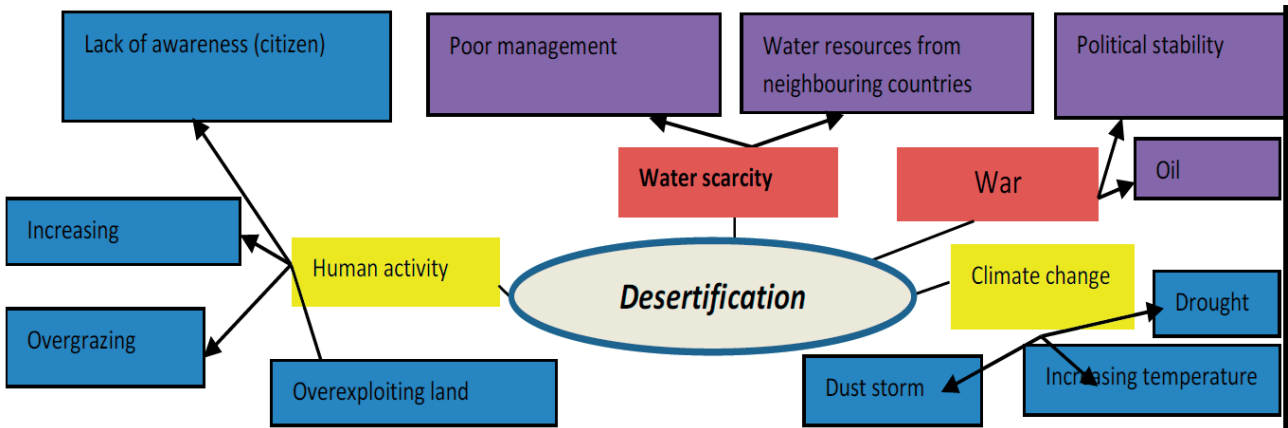 Lack of awareness (citizen)
Poor management
Water resources from
neighbouring countries
Political stability
Oil
Water scarcity
War
Increasing
Human activity
Desertification
Climate change
Drought
Overgrazing
Overexploiting land
Dust storm
Increasing temperature